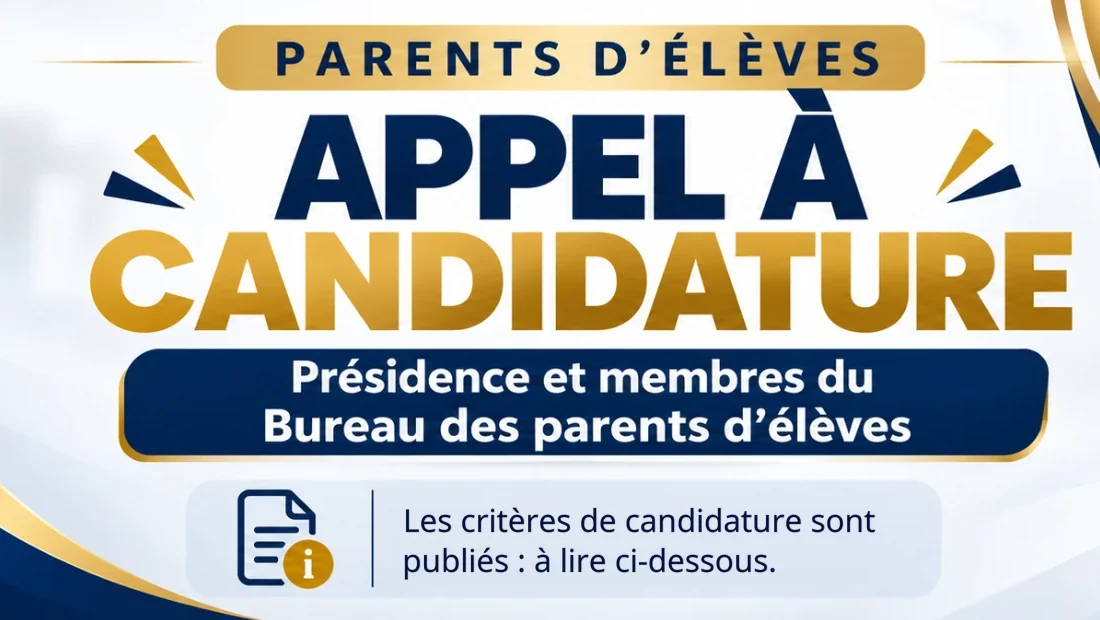 PARENTS D’ÉLÈVES
APPEL À
CANDIDATURE
Présidence et membres du
Bureau des parents d’élèves
Les critères de candidature sont
publiés : à lire ci-dessous.